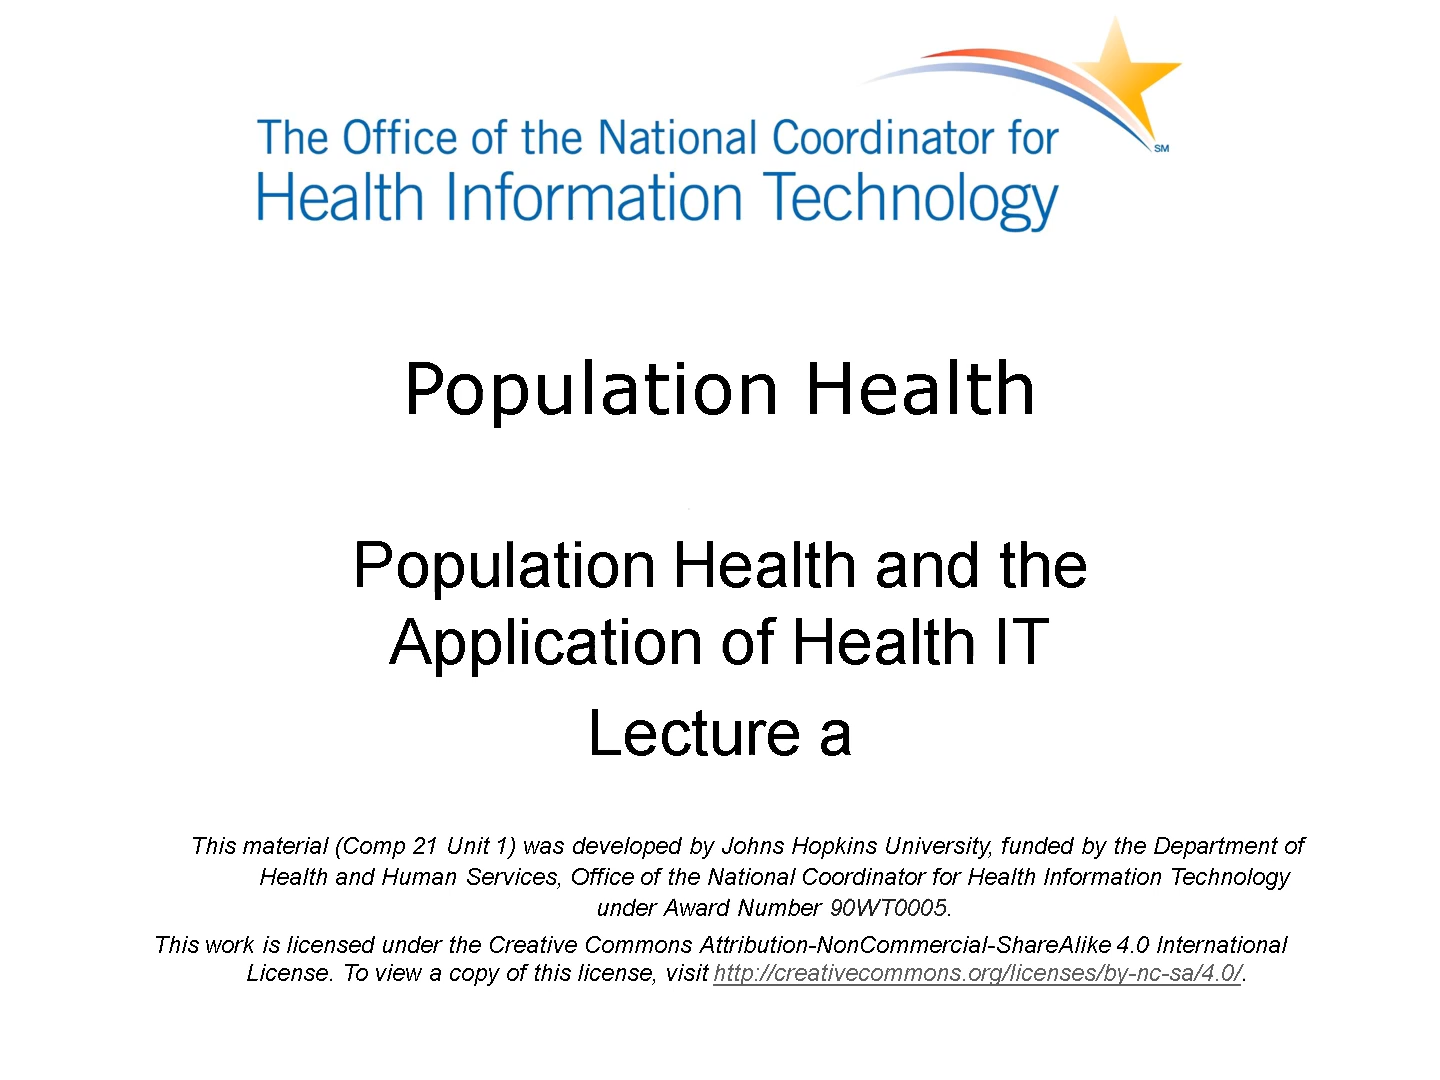 The Office of the National Coordinator for
Health Information Technology
SM
Population Health
Population Health and the
Application of Health IT
Lecture a
This material (Comp 21 Unit 1) was developed by Johns Hopkins University, funded by the Department of
Health and Human Services, Office of the National Coordinator for Health Information Technology
under Award Number 90WT0005.
This work is licensed under the Creative Commons Attribution-NonCommercial-ShareAlike 4.0 International
License. To view a copy of this license, visit http://creativecommons.org/licenses/by-nc-sa/4.0/.